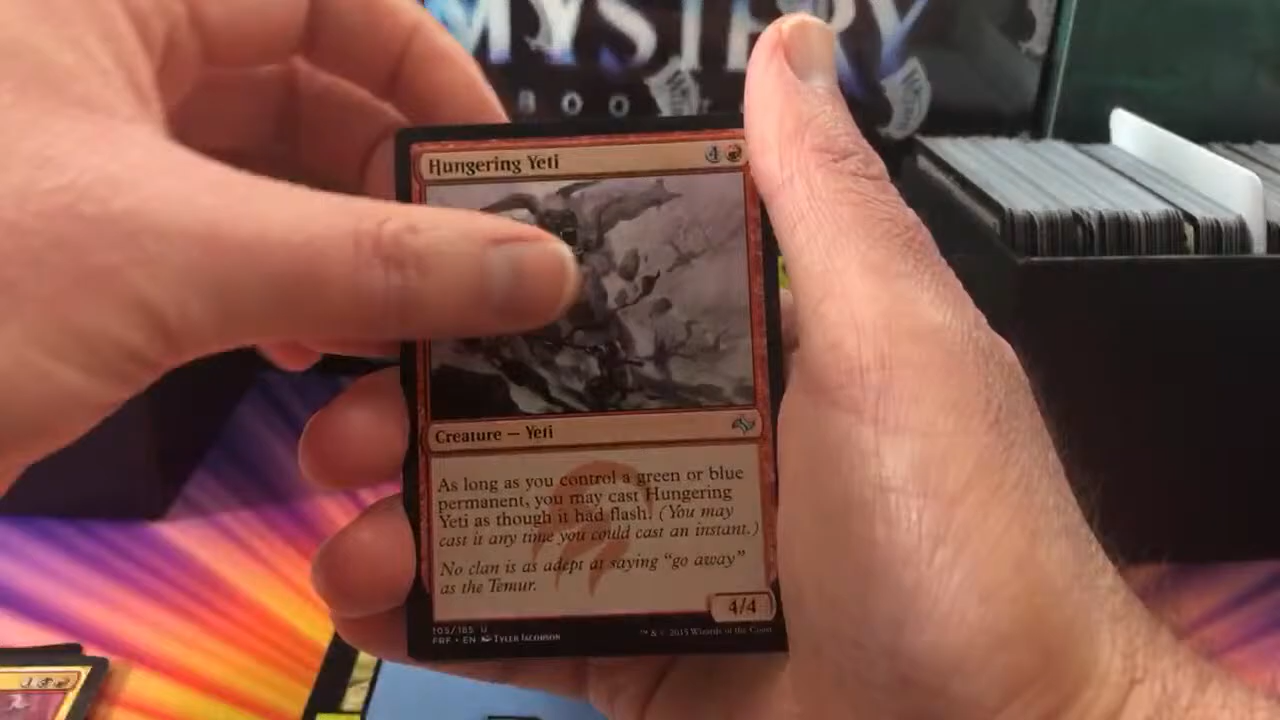 MYSTERY
BOO
Hungering Yeti 4
Creature — Yeti
As long as you control a green or blue
permanent, you may cast Hungering
Yeti as though it had flash. (You may
cast it any time you could cast an instant.)
No clan is as adept at saying "go away"
as the Temur.
4/4
105/185 U
FRF • EN Tyler Jacobson
™ & © 2015 Wizards of the Coast